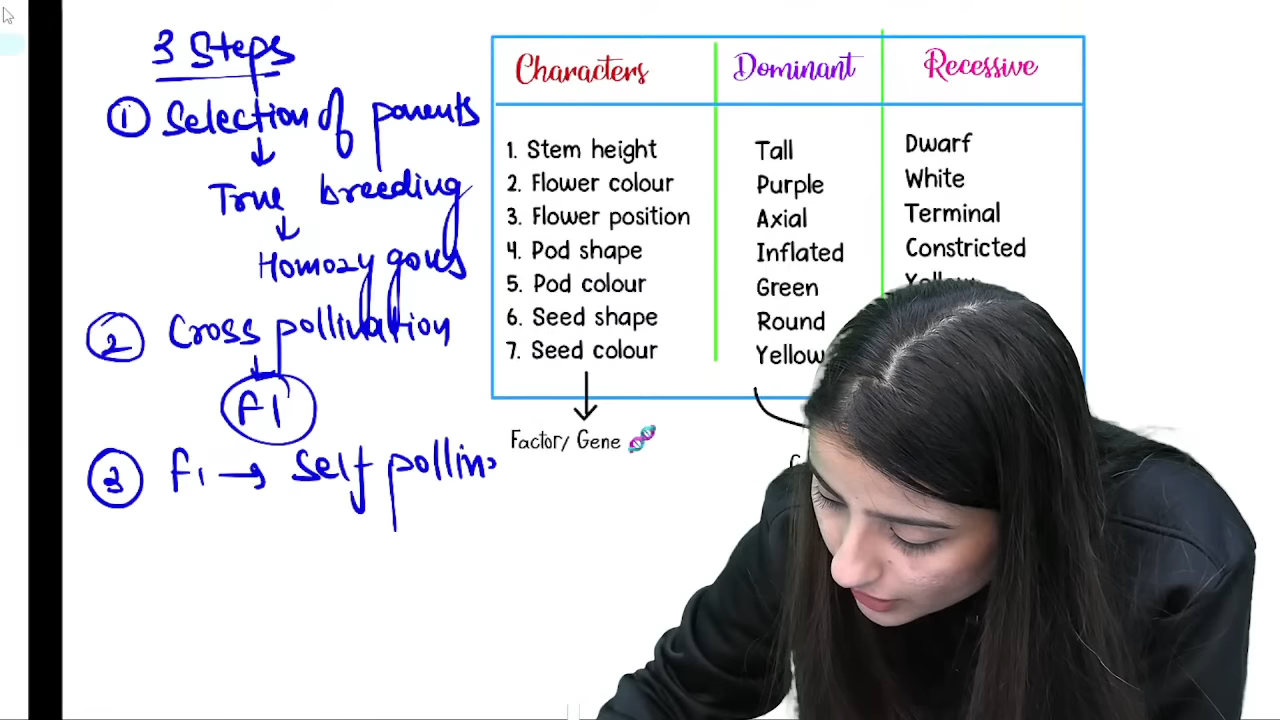 3 Steps
① Selection of parents
↓
True breeding
↓
Homozygous
② Cross pollination
↓
F1
③ F1 → Self pollin
Characters Dominant Recessive
1. Stem height Tall Dwarf
2. Flower colour Purple White
3. Flower position Axial Terminal
4. Pod shape Inflated Constricted
5. Pod colour Green Yellow
6. Seed shape Round
7. Seed colour Yellow
Factor/ Gene